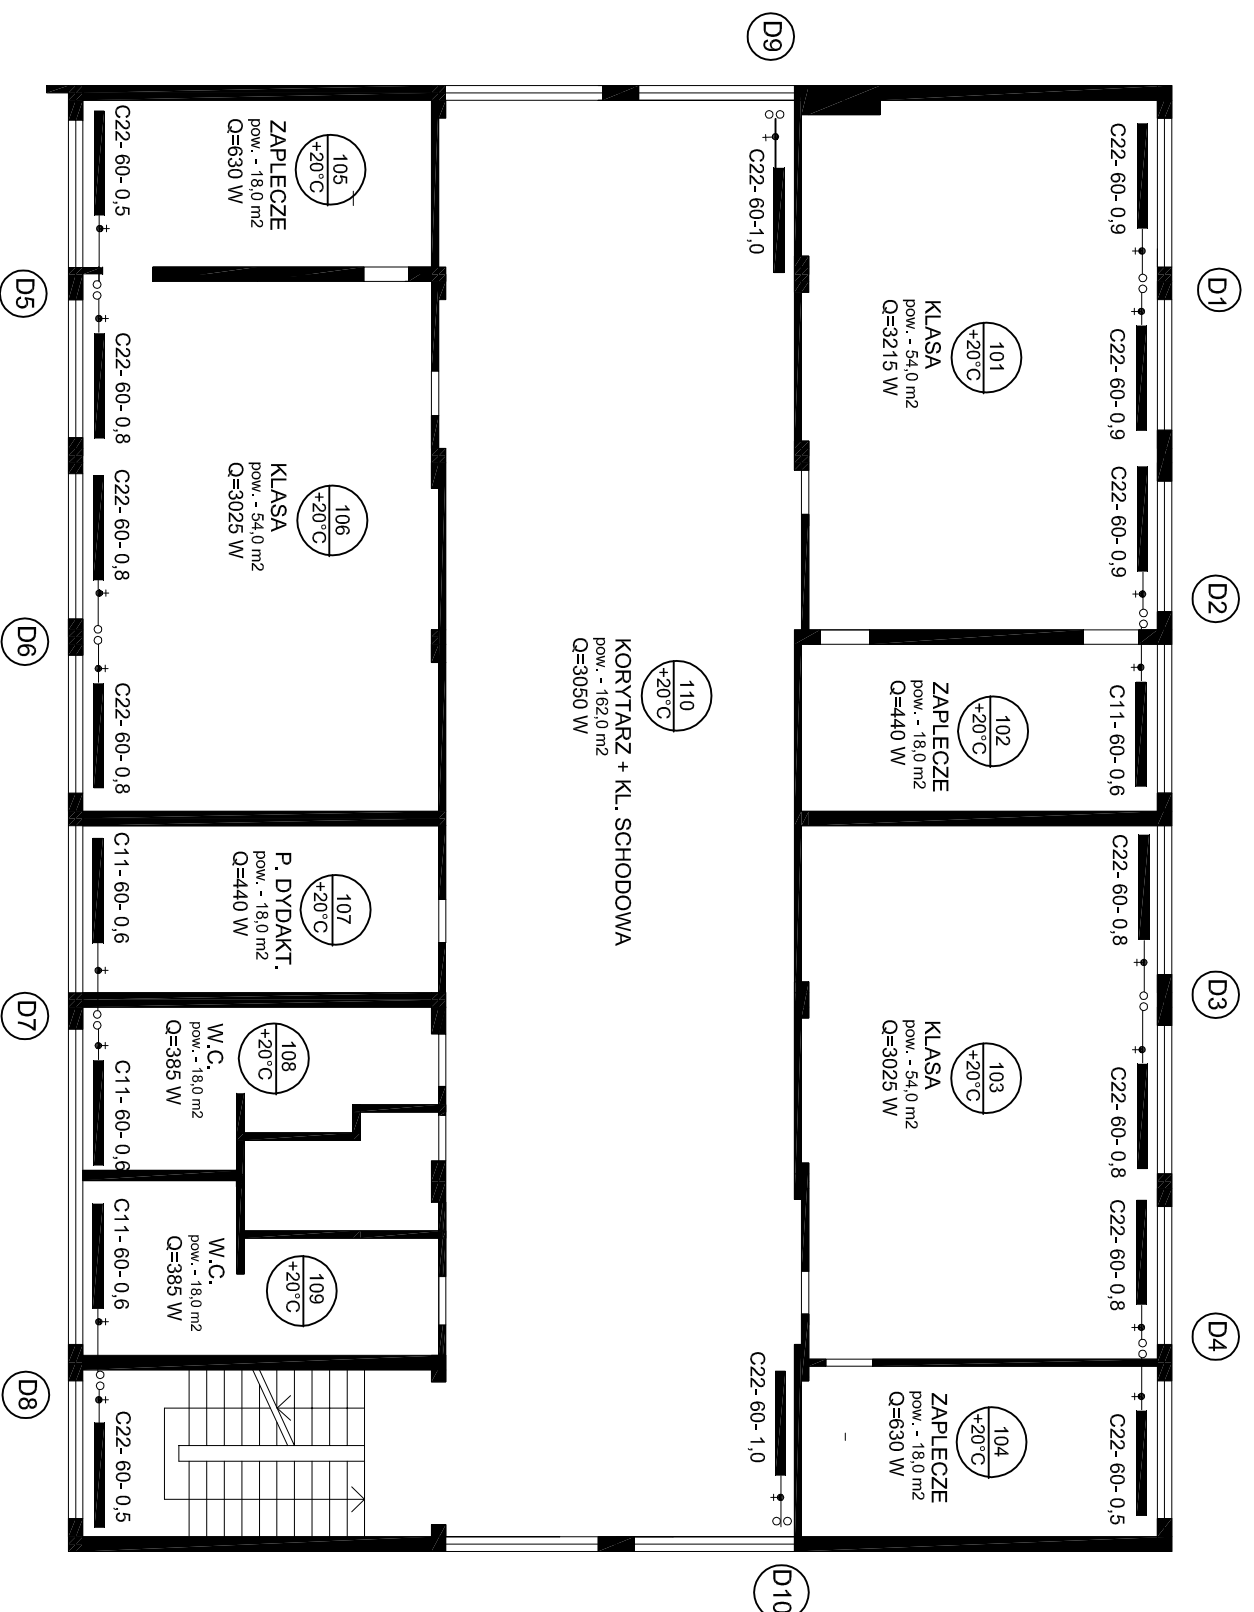 D9
D1
D2
D3
D4
D5
D6
D7
D8
D10
C22- 60- 0,9
C22- 60- 0,9
C22- 60- 0,9
101
+20°C
KLASA
pow. - 54,0 m2
Q=3215 W
C11- 60- 0,6
102
+20°C
ZAPLECZE
pow. - 18,0 m2
Q=440 W
C22- 60- 0,8
C22- 60- 0,8
C22- 60- 0,8
103
+20°C
KLASA
pow. - 54,0 m2
Q=3025 W
C22- 60- 0,5
104
+20°C
ZAPLECZE
pow. - 18,0 m2
Q=630 W
C22- 60-1,0
C22- 60- 1,0
110
+20°C
KORYTARZ + KL. SCHODOWA
pow. - 162,0 m2
Q=3050 W
105
+20°C
ZAPLECZE
pow. - 18,0 m2
Q=630 W
C22- 60- 0,5
106
+20°C
KLASA
pow. - 54,0 m2
Q=3025 W
C22- 60- 0,8
C22- 60- 0,8
C22- 60- 0,8
107
+20°C
P. DYDAKT.
pow. - 18,0 m2
Q=440 W
C11- 60- 0,6
108
+20°C
W.C.
pow. - 18,0 m2
Q=385 W
C11- 60- 0,6
109
+20°C
W.C.
pow. - 18,0 m2
Q=385 W
C11- 60- 0,6
C22- 60- 0,5